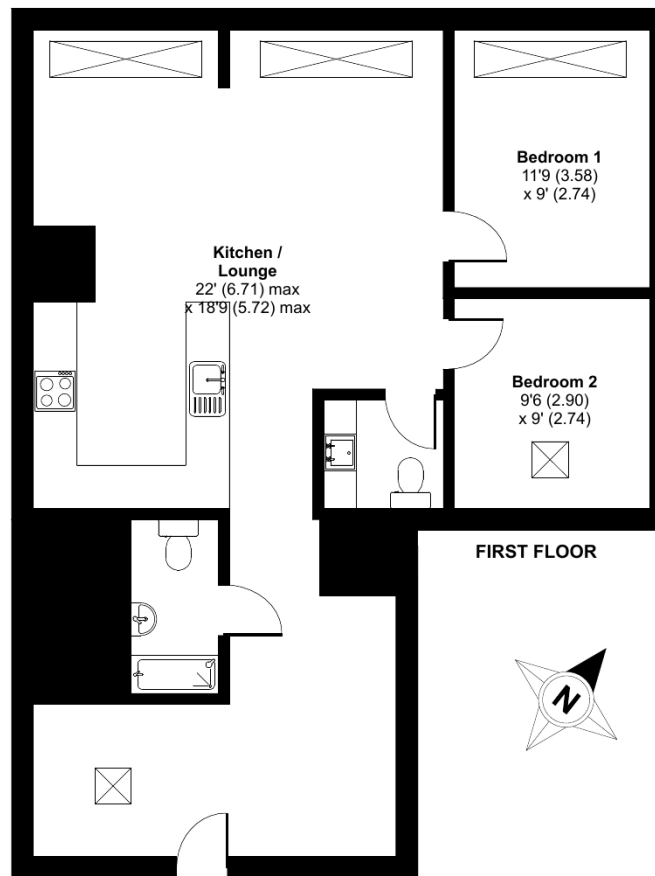 Bedroom 1
11'9 (3.58)
x 9' (2.74)
Kitchen /
Lounge
22' (6.71) max
x 18'9 (5.72) max
Bedroom 2
9'6 (2.90)
x 9' (2.74)
FIRST FLOOR
N